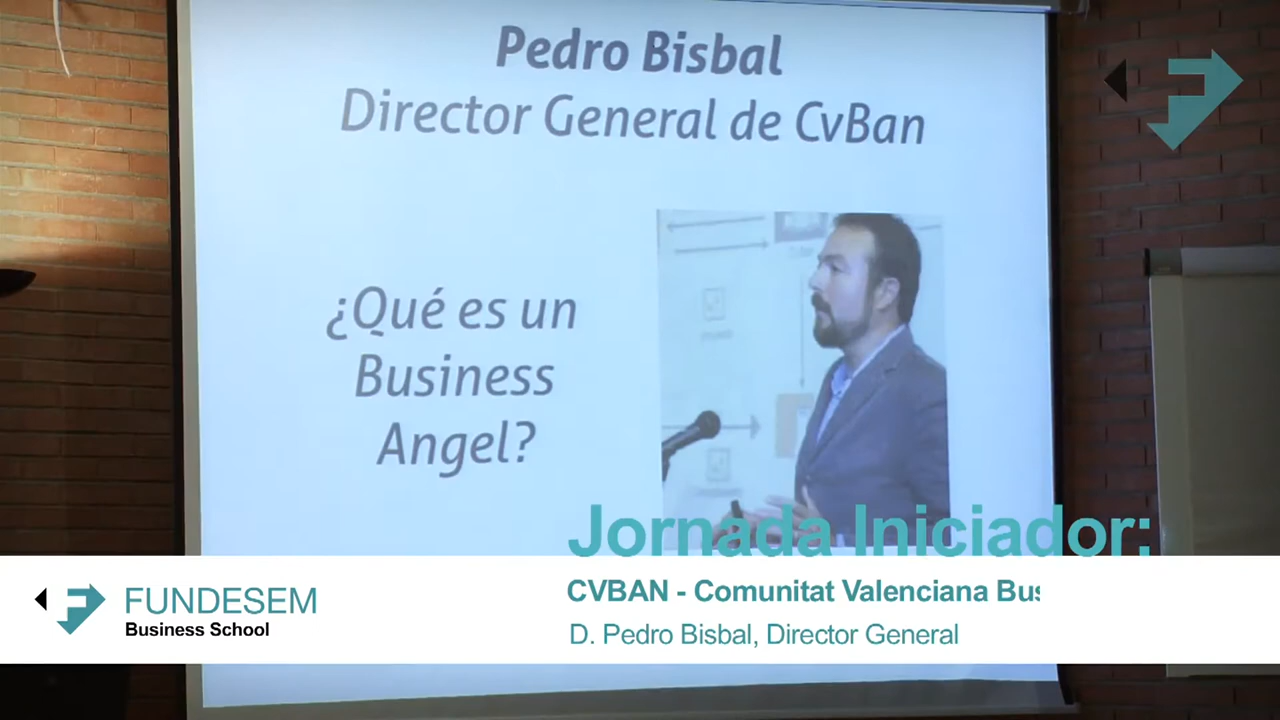 Pedro Bisbal
Director General de CvBan
¿Qué es un
Business
Angel?
Jornada Iniciador:
CVBAN - Comunitat Valenciana Bus
D. Pedro Bisbal, Director General
FUNDESEM
Business School